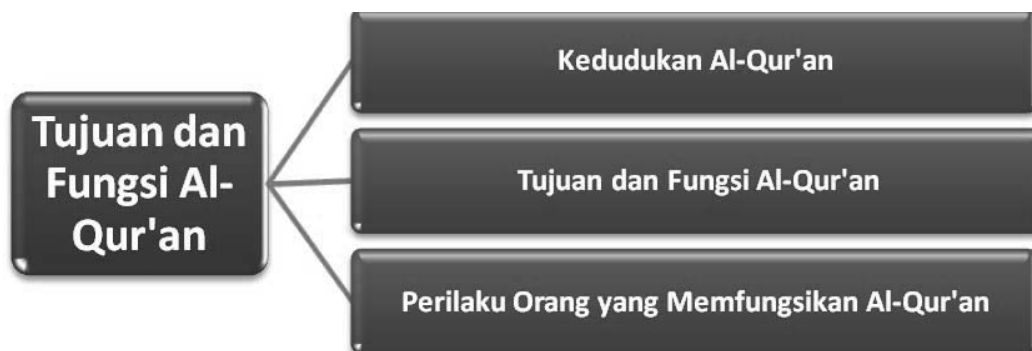 Tujuan dan
Fungsi Al-
Qur'an
Kedudukan Al-Qur'an
Tujuan dan Fungsi Al-Qur'an
Perilaku Orang yang Memfungsikan Al-Qur'an